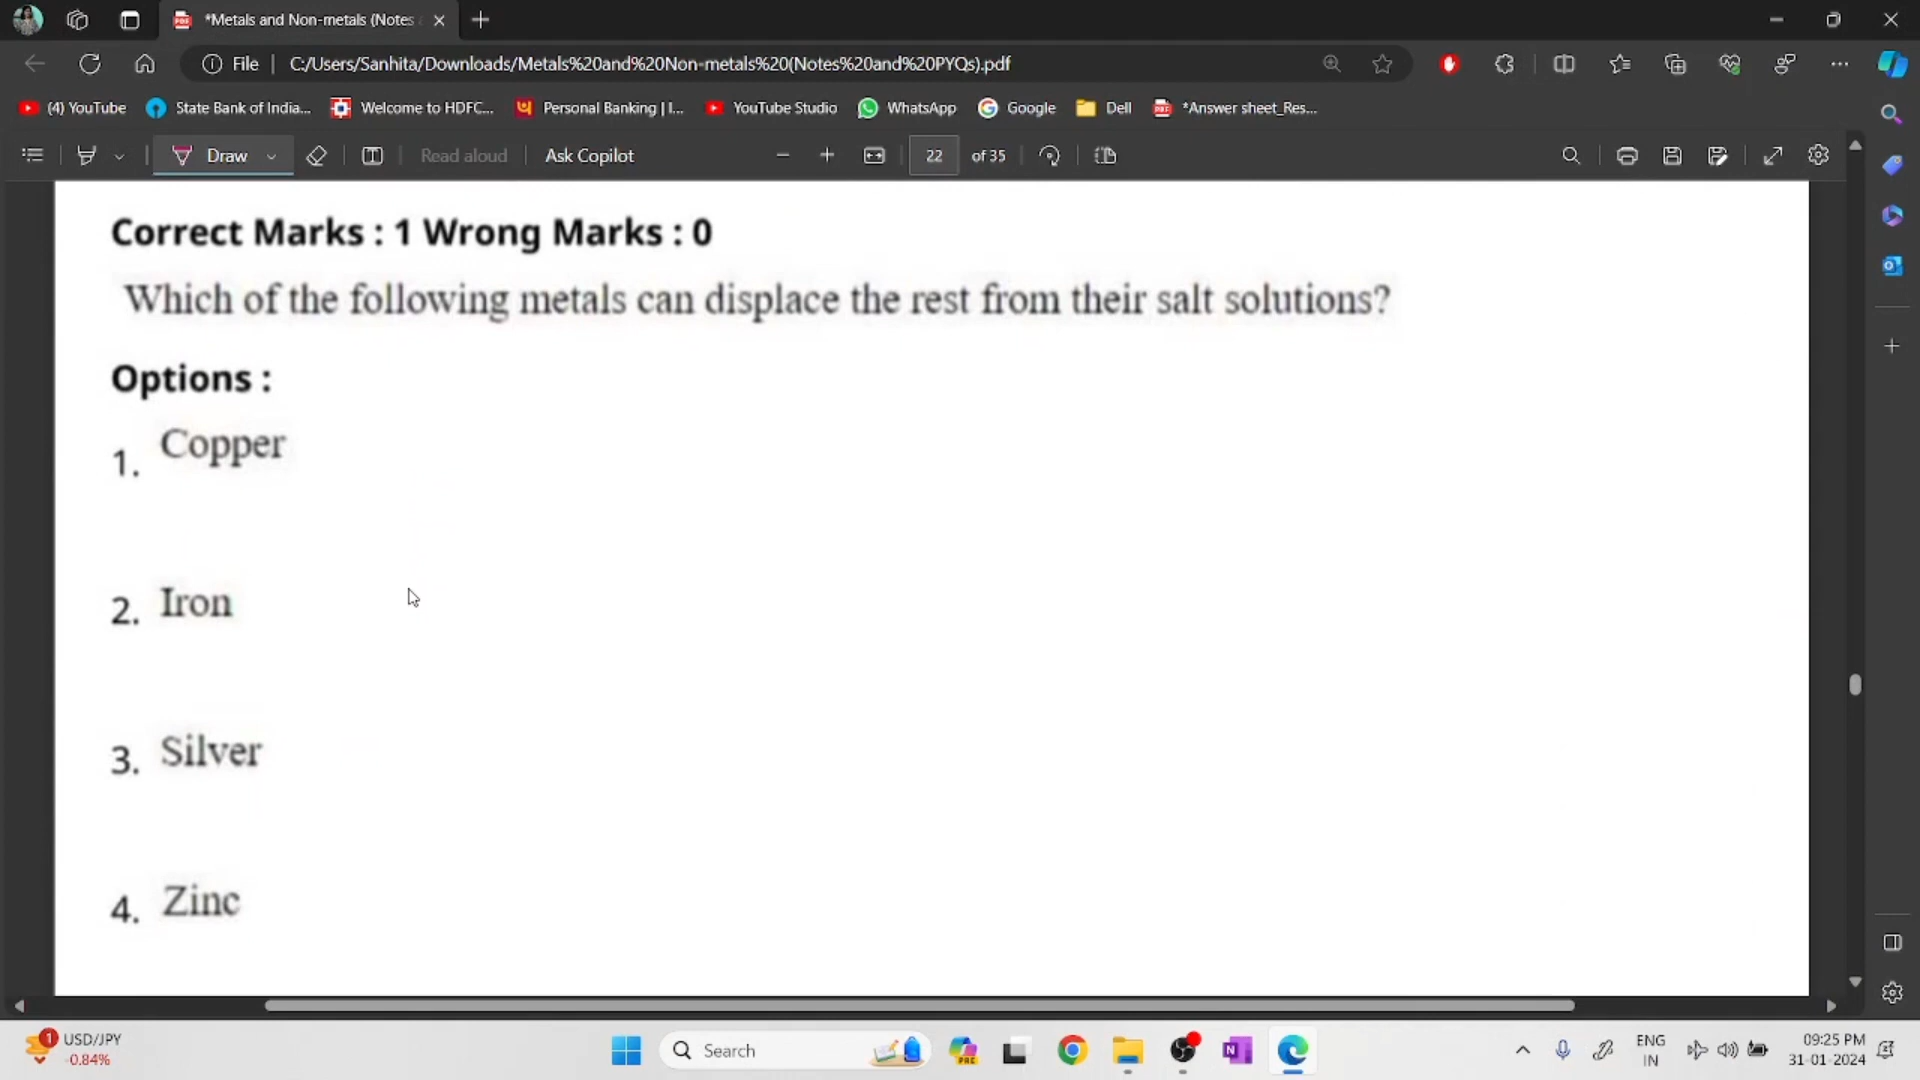 *Metals and Non-metals (Notes
File
C:/Users/Sanhita/Downloads/Metals%20and%20Non-metals%20(Notes%20and%20PYQs).pdf
(4) YouTube
State Bank of India...
Welcome to HDFC...
Personal Banking | I...
YouTube Studio
WhatsApp
Google
Dell
*Answer sheet_Res...
Draw
Read aloud
Ask Copilot
22
of 35
Correct Marks : 1 Wrong Marks : 0
Which of the following metals can displace the rest from their salt solutions?
Options :
1. Copper
2. Iron
3. Silver
4. Zinc
1
USD/JPY
-0.84%
Search
PRE
N
ENG
IN
09:25 PM
31-01-2024